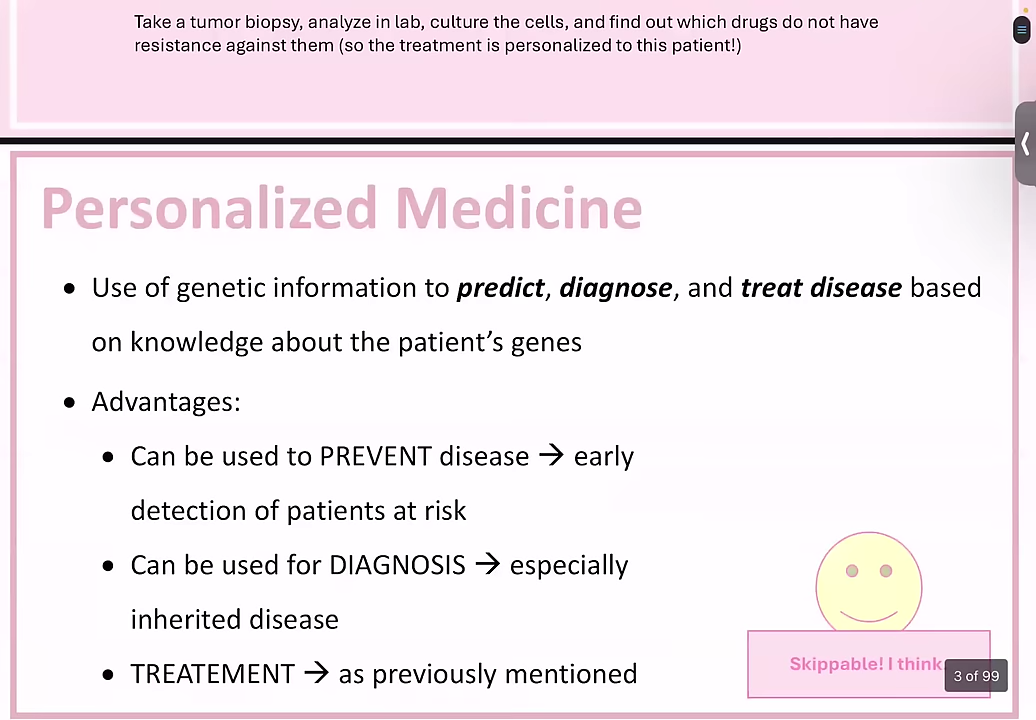 Take a tumor biopsy, analyze in lab, culture the cells, and find out which drugs do not have
resistance against them (so the treatment is personalized to this patient!)
Personalized Medicine
• Use of genetic information to predict, diagnose, and treat disease based
on knowledge about the patient’s genes
• Advantages:
• Can be used to PREVENT disease → early
detection of patients at risk
• Can be used for DIAGNOSIS → especially
inherited disease
• TREATEMENT → as previously mentioned
Skippable! I think
3 of 99